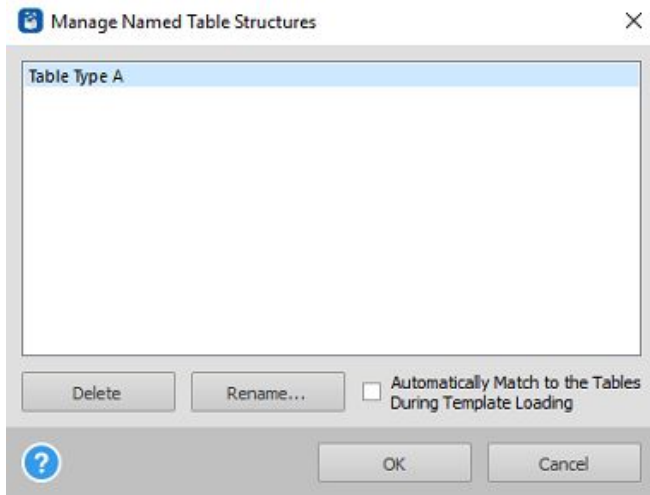 Manage Named Table Structures
Table Type A
Delete
Rename...
Automatically Match to the Tables
During Template Loading
?
OK
Cancel